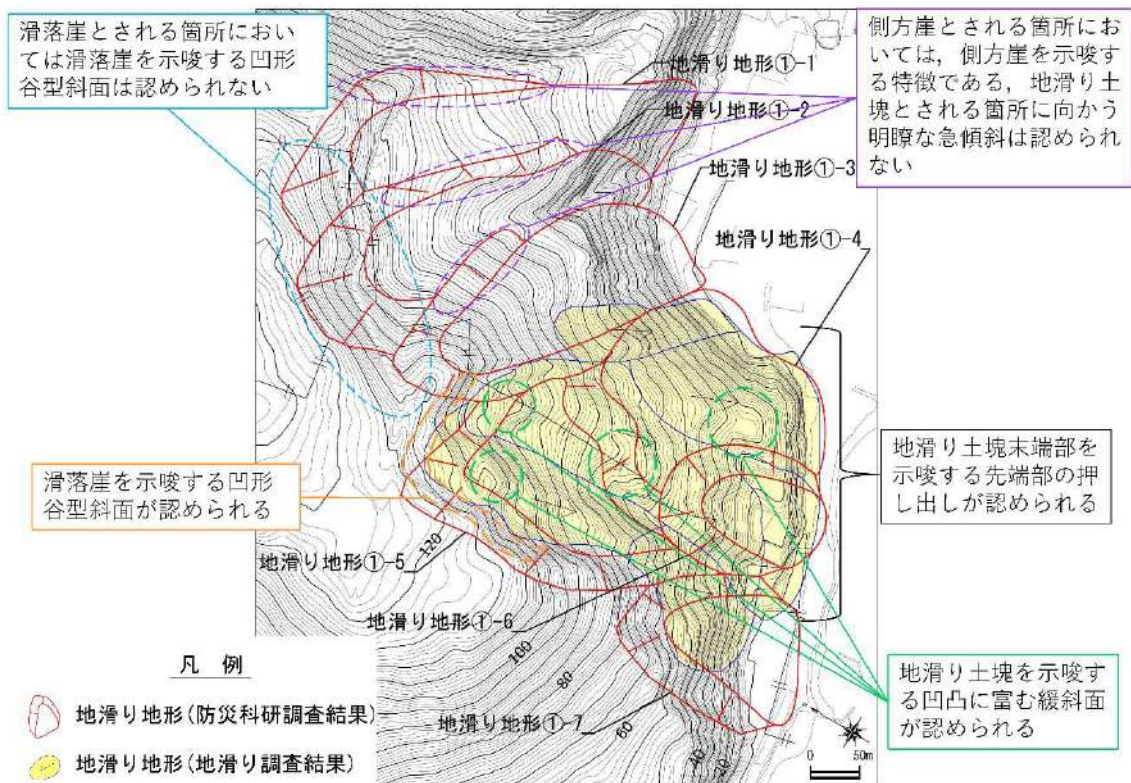 滑落崖とされる箇所におい
ては滑落崖を示唆する凹形
谷型斜面は認められない
側方崖とされる箇所にお
いては，側方崖を示唆す
る特徴である，地滑り土
塊とされる箇所に向かう
明瞭な急傾斜は認められ
ない
地滑り地形①-1
地滑り地形①-2
地滑り地形①-3
地滑り地形①-4
地滑り土塊末端部を
示唆する先端部の押
し出しが認められる
滑落崖を示唆する凹形
谷型斜面が認められる
120
地滑り地形①-5
地滑り地形①-6
100
80
60
40
20
地滑り地形①-7
地滑り土塊を示唆す
る凹凸に富む緩斜面
が認められる
凡 例
地滑り地形(防災科研調査結果)
地滑り地形(地滑り調査結果)
0 50m